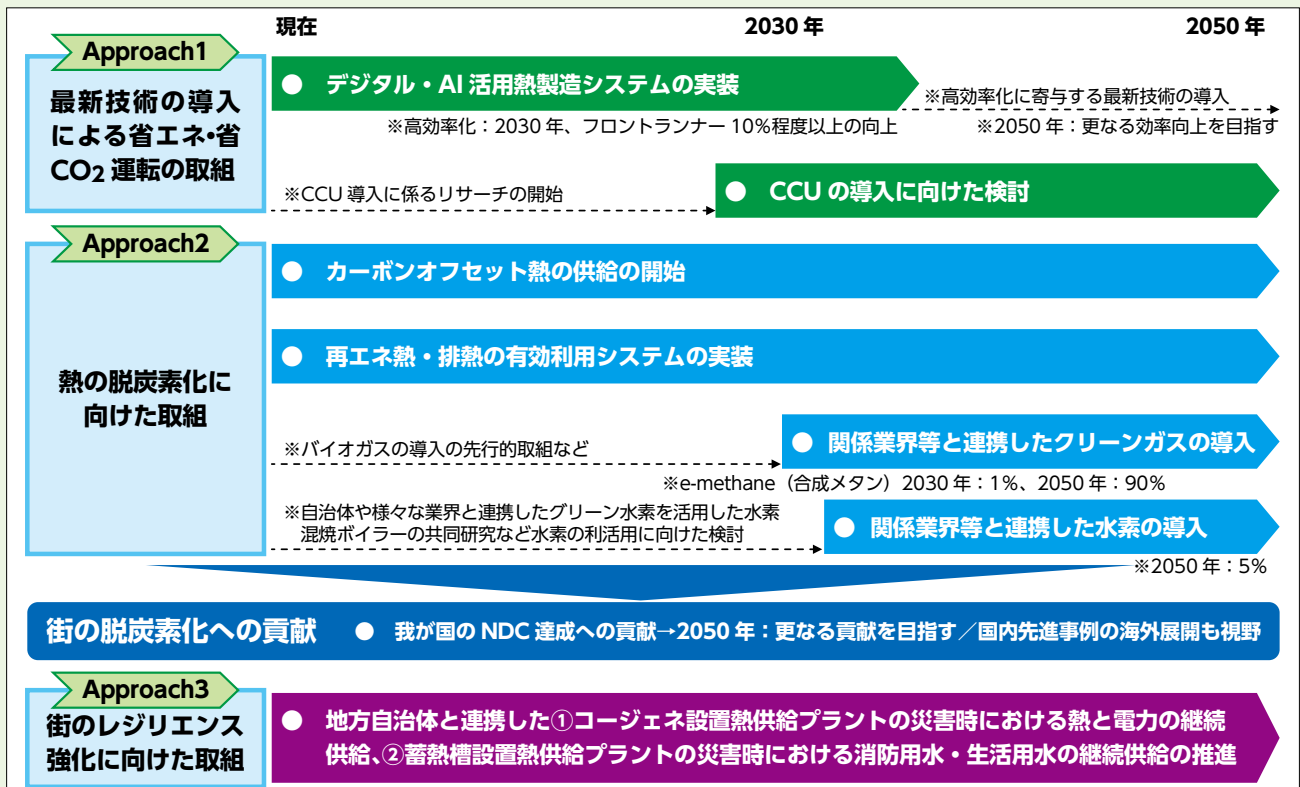 現在
2030 年
2050 年
Approach1
最新技術の導入
による省エネ・省
CO2 運転の取組
● デジタル・AI 活用熱製造システムの実装
※高効率化に寄与する最新技術の導入
※高効率化：2030 年、フロントランナー 10%程度以上の向上
※2050 年：更なる効率向上を目指す
※CCU 導入に係るリサーチの開始
● CCU の導入に向けた検討
Approach2
熱の脱炭素化に
向けた取組
● カーボンオフセット熱の供給の開始
● 再エネ熱・排熱の有効利用システムの実装
※バイオガスの導入の先行的取組など
● 関係業界等と連携したクリーンガスの導入
※e-methane（合成メタン）2030 年：1%、2050 年：90%
※自治体や様々な業界と連携したグリーン水素を活用した水素
混焼ボイラーの共同研究など水素の利活用に向けた検討
● 関係業界等と連携した水素の導入
※2050 年：5%
街の脱炭素化への貢献 ● 我が国の NDC 達成への貢献→2050 年：更なる貢献を目指す／国内先進事例の海外展開も視野
Approach3
街のレジリエンス
強化に向けた取組
● 地方自治体と連携した①コージェネ設置熱供給プラントの災害時における熱と電力の継続
供給、②蓄熱槽設置熱供給プラントの災害時における消防用水・生活用水の継続供給の推進